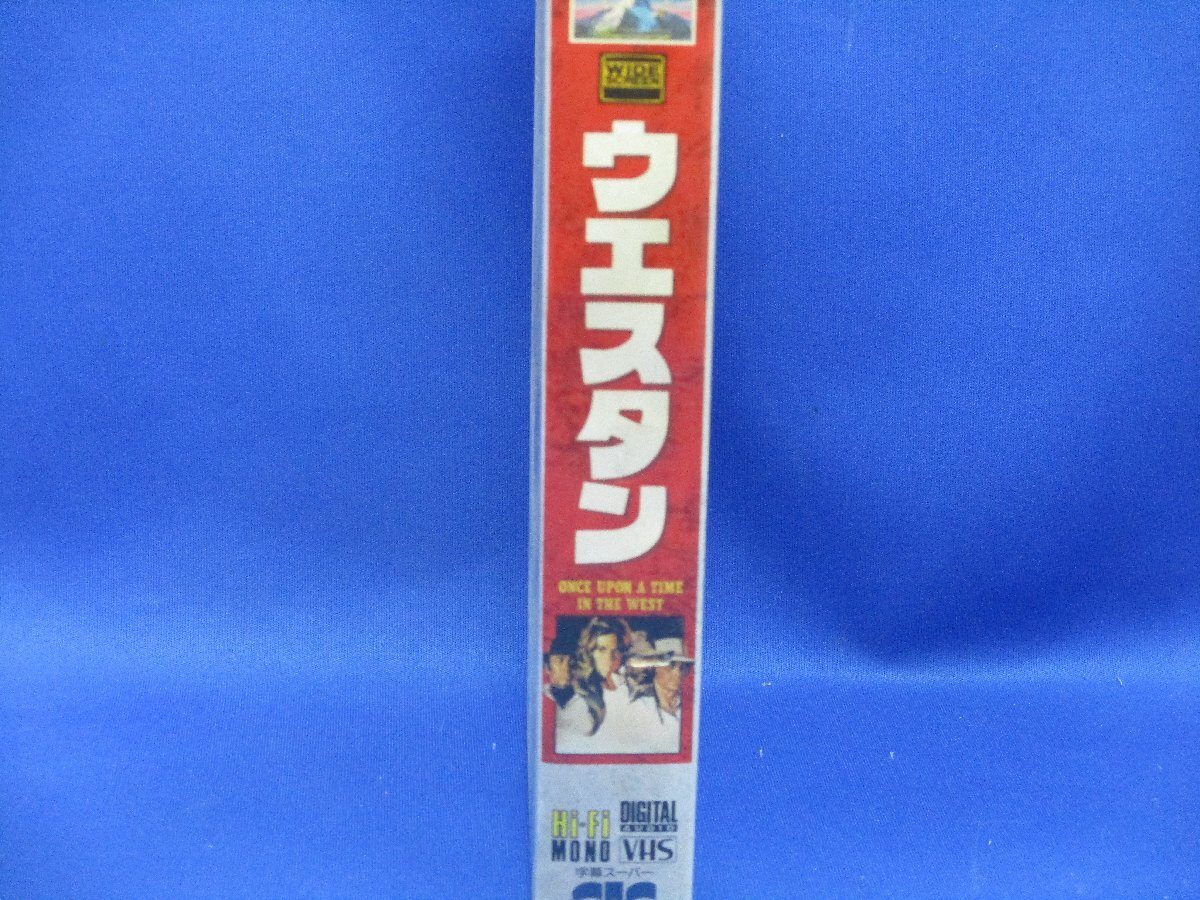 WIDE
SCREEN
ウエスタン
ONCE UPON A TIME
IN THE WEST
Hi-Fi
MONO
DIGITAL
AUDIO
VHS
字幕スーパー